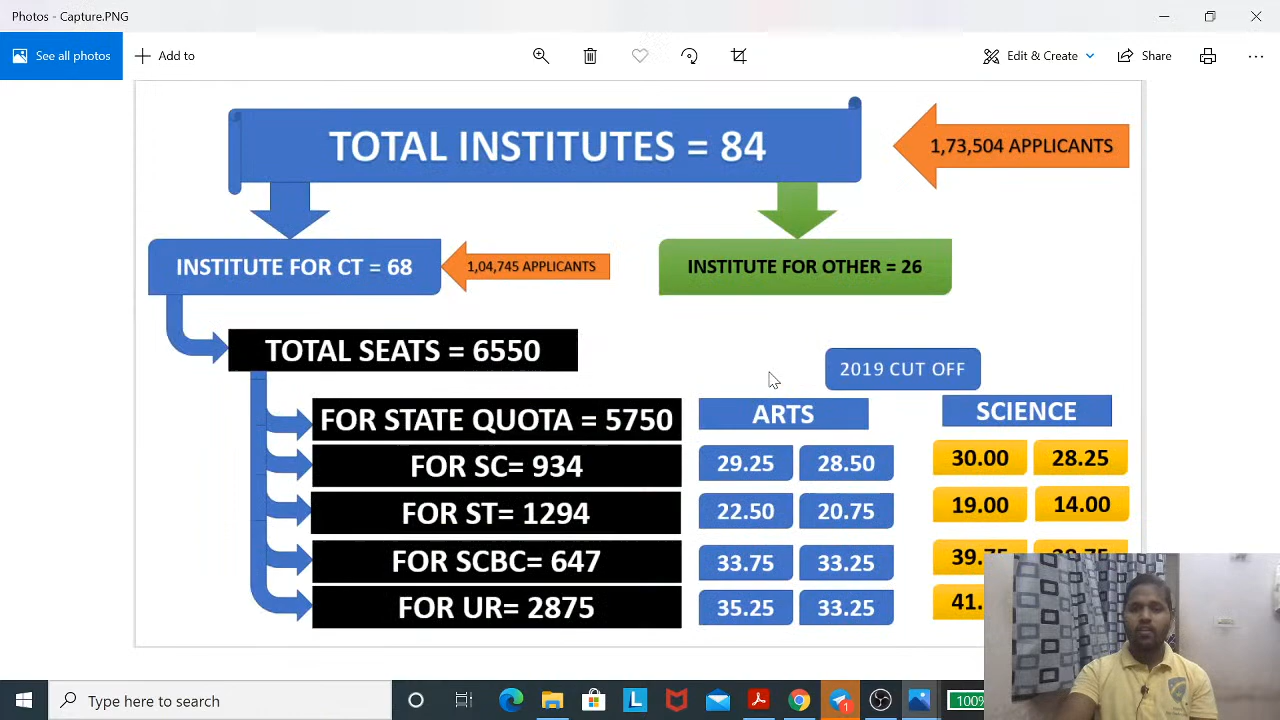 Photos - Capture.PNG
See all photos
Add to
Edit & Create
Share
TOTAL INSTITUTES = 84
1,73,504 APPLICANTS
INSTITUTE FOR CT = 68
1,04,745 APPLICANTS
INSTITUTE FOR OTHER = 26
TOTAL SEATS = 6550
2019 CUT OFF
ARTS
SCIENCE
FOR STATE QUOTA = 5750
FOR SC= 934
29.25 28.50
30.00 28.25
FOR ST= 1294
22.50 20.75
19.00 14.00
FOR SCBC= 647
33.75 33.25
FOR UR= 2875
35.25 33.25
41.
Type here to search
1
100%